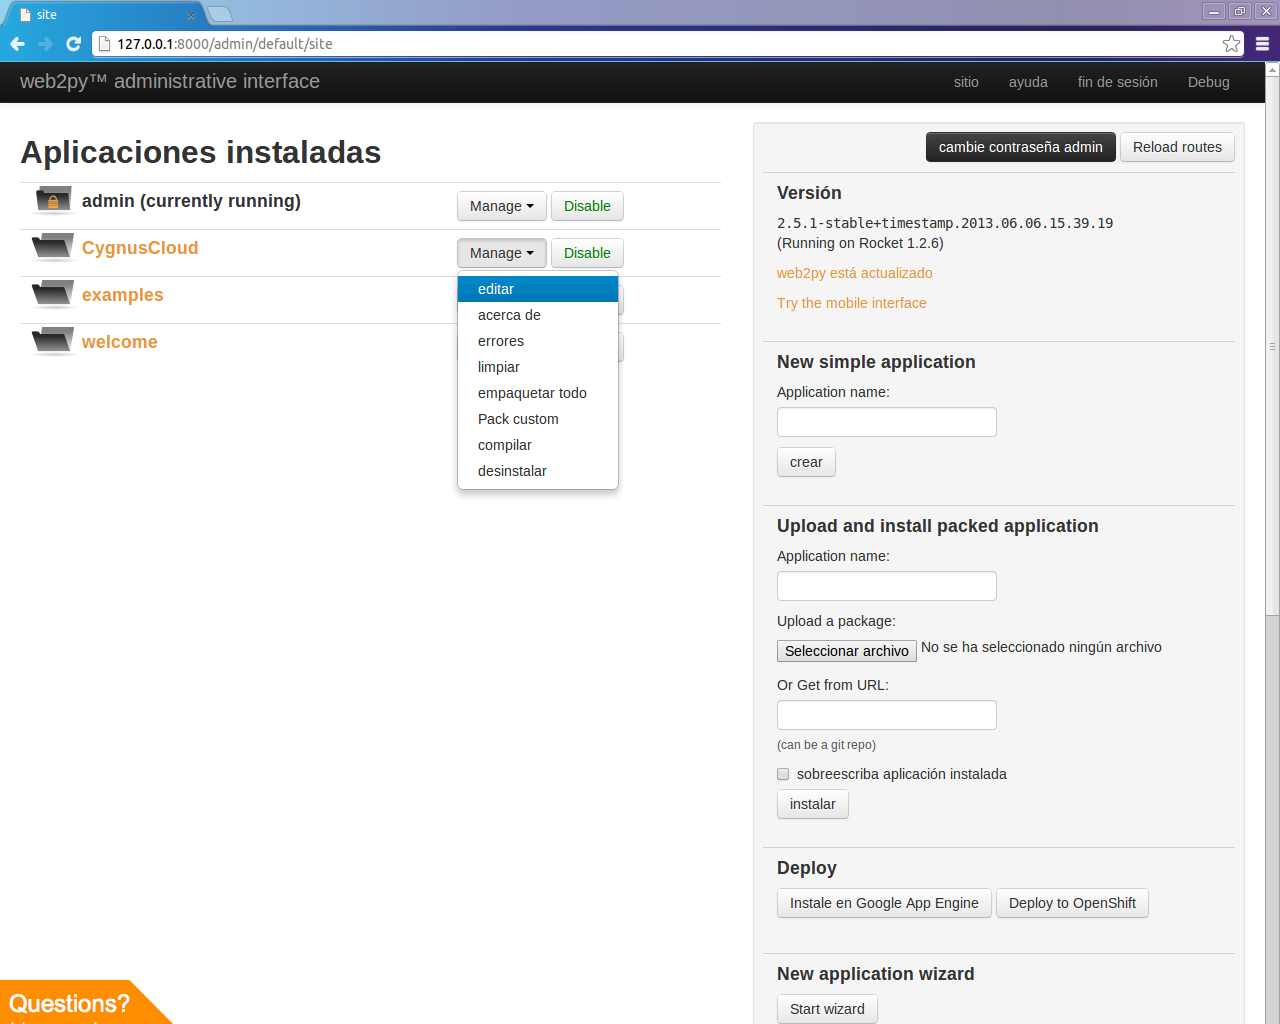 site
127.0.0.1:8000/admin/default/site
web2py™ administrative interface
sitio ayuda fin de sesión Debug
Aplicaciones instaladas
admin (currently running)
Manage Disable
CygnusCloud
Manage Disable
examples
welcome
editar
acerca de
errores
limpiar
empaquetar todo
Pack custom
compilar
desinstalar
cambie contraseña admin Reload routes
Versión
2.5.1-stable+timestamp.2013.06.06.15.39.19
(Running on Rocket 1.2.6)
web2py está actualizado
Try the mobile interface
New simple application
Application name:
crear
Upload and install packed application
Application name:
Upload a package:
Seleccionar archivo No se ha seleccionado ningún archivo
Or Get from URL:
(can be a git repo)
sobreescriba aplicación instalada
instalar
Deploy
Instale en Google App Engine Deploy to OpenShift
New application wizard
Start wizard
Questions?